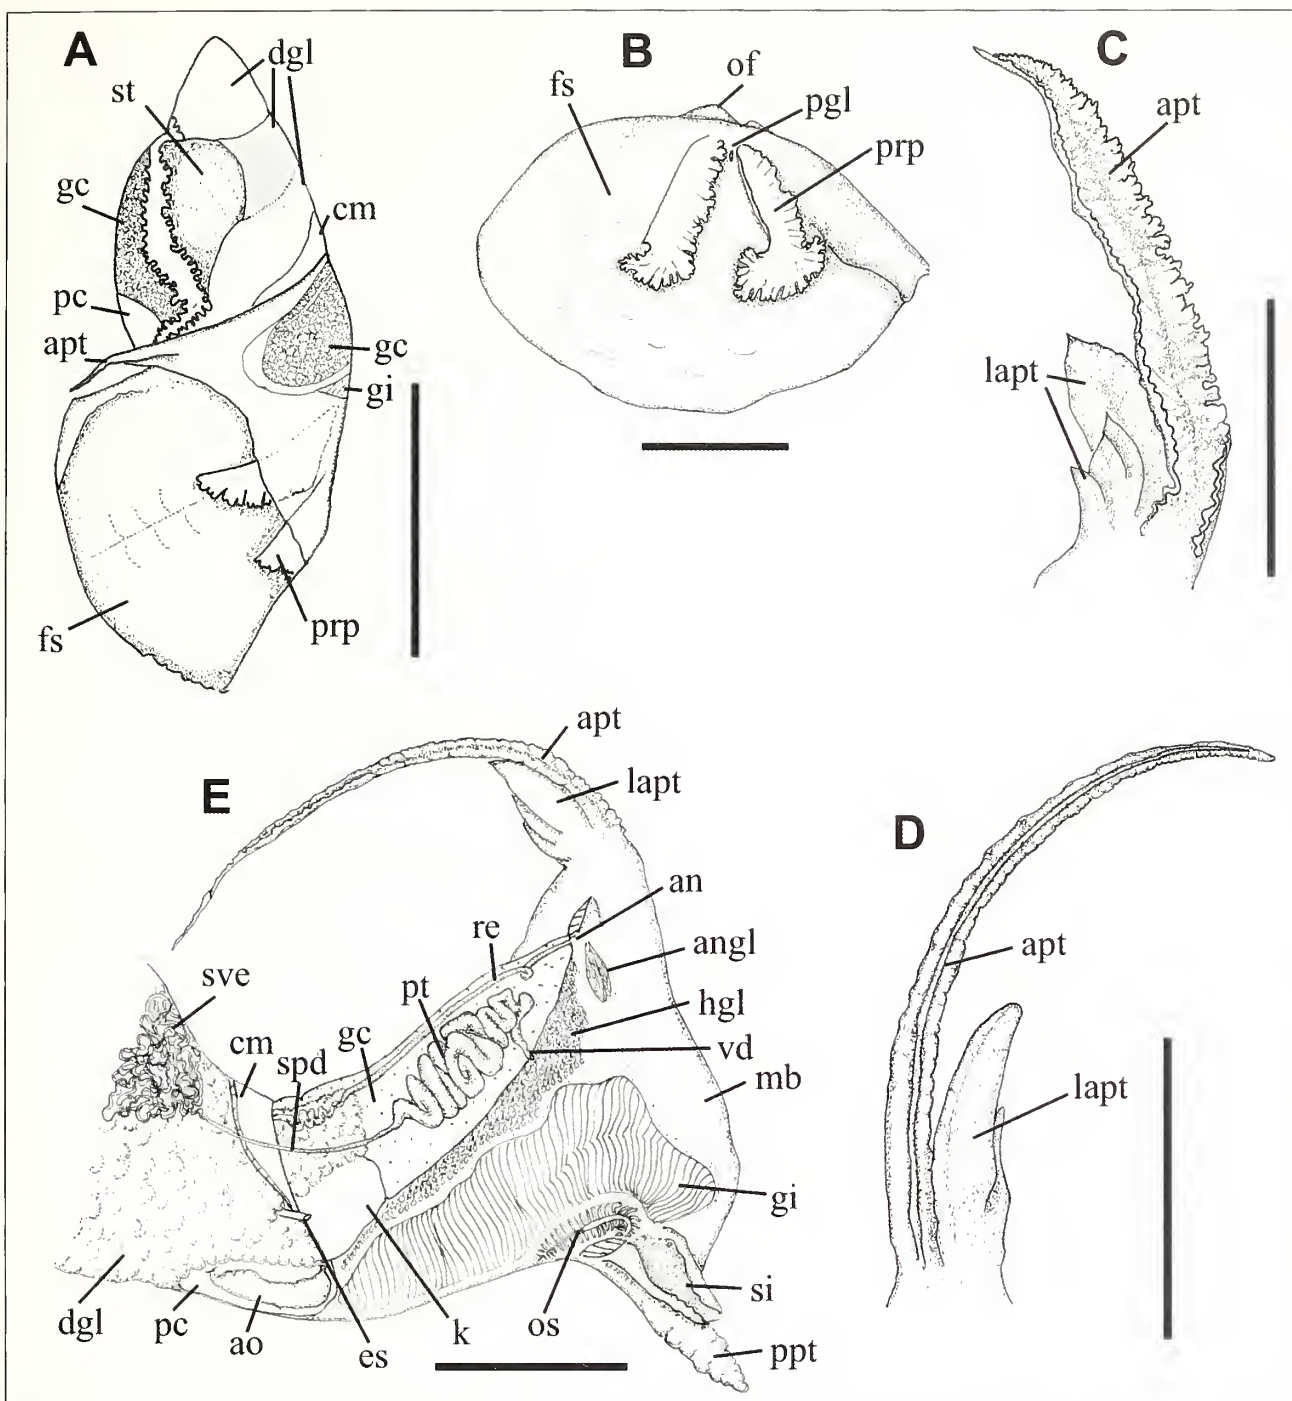 A
dgl
st
gc
cm
pc
apt
gc
gi
fs
prp
B
of
fs
pgl
prp
C
apt
lapt
E
apt
lapt
an
re
angl
sve
pt
hgl
cm
spd
gc
vd
mb
gi
si
dgl
pc
ao
es
k
os
ppt
D
apt
lapt